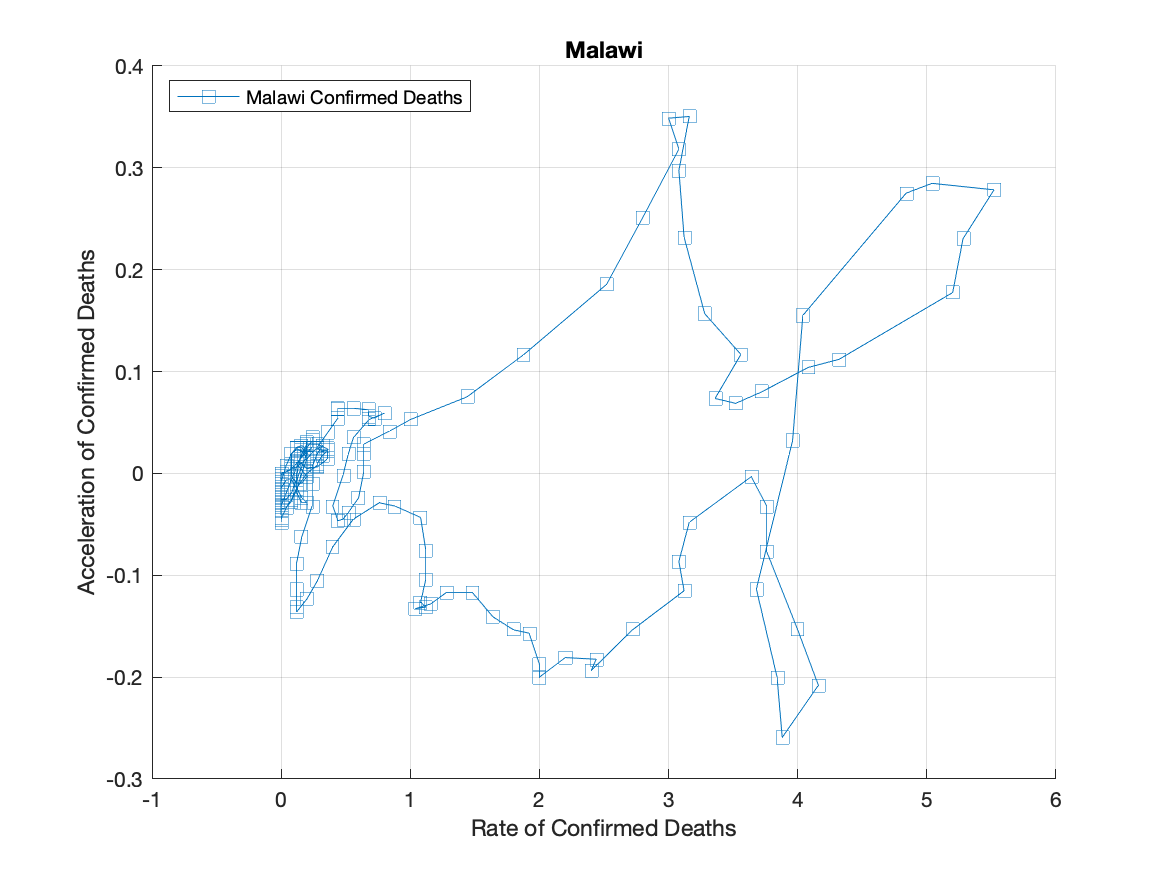 Malawi
0.4
Malawi Confirmed Deaths
0.3
0.2
0.1
0
-0.1
-0.2
-0.3
Acceleration of Confirmed Deaths
-1 0 1 2 3 4 5 6
Rate of Confirmed Deaths